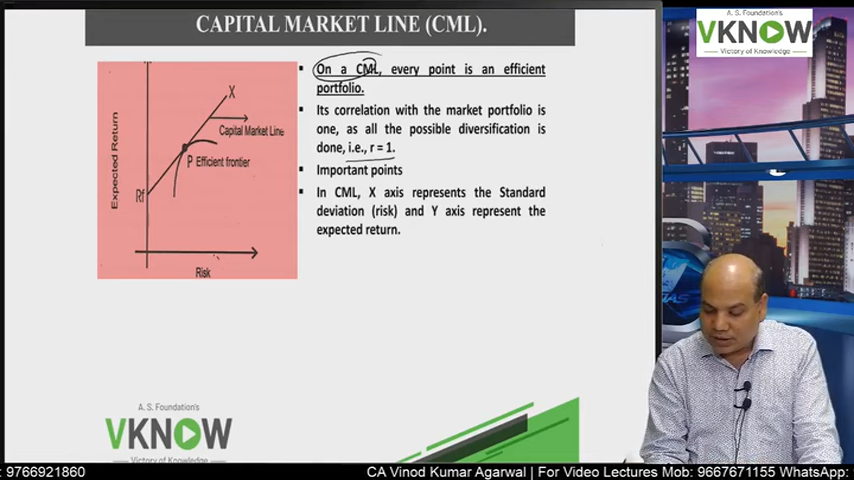 CAPITAL MARKET LINE (CML).
A. S. Foundation's
VKNOW
Victory of Knowledge
Expected Return
X
Capital Market Line
P Efficient frontier
Rf
Risk
▪ On a CML, every point is an efficient
portfolio.
▪ Its correlation with the market portfolio is
one, as all the possible diversification is
done, i.e., r = 1.
▪ Important points
▪ In CML, X axis represents the Standard
deviation (risk) and Y axis represent the
expected return.
A. S. Foundation's
VKNOW
Victory of Knowledge
: 9766921860
CA Vinod Kumar Agarwal | For Video Lectures Mob: 9667671155 WhatsApp: